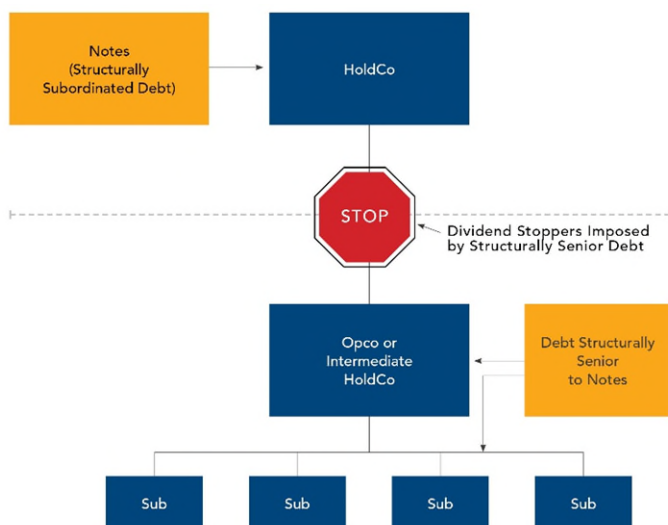 Notes
(Structurally
Subordinated Debt)
HoldCo
STOP
Dividend Stoppers Imposed
by Structurally Senior Debt
Opco or
Intermediate
HoldCo
Debt Structurally
Senior
to Notes
Sub
Sub
Sub
Sub